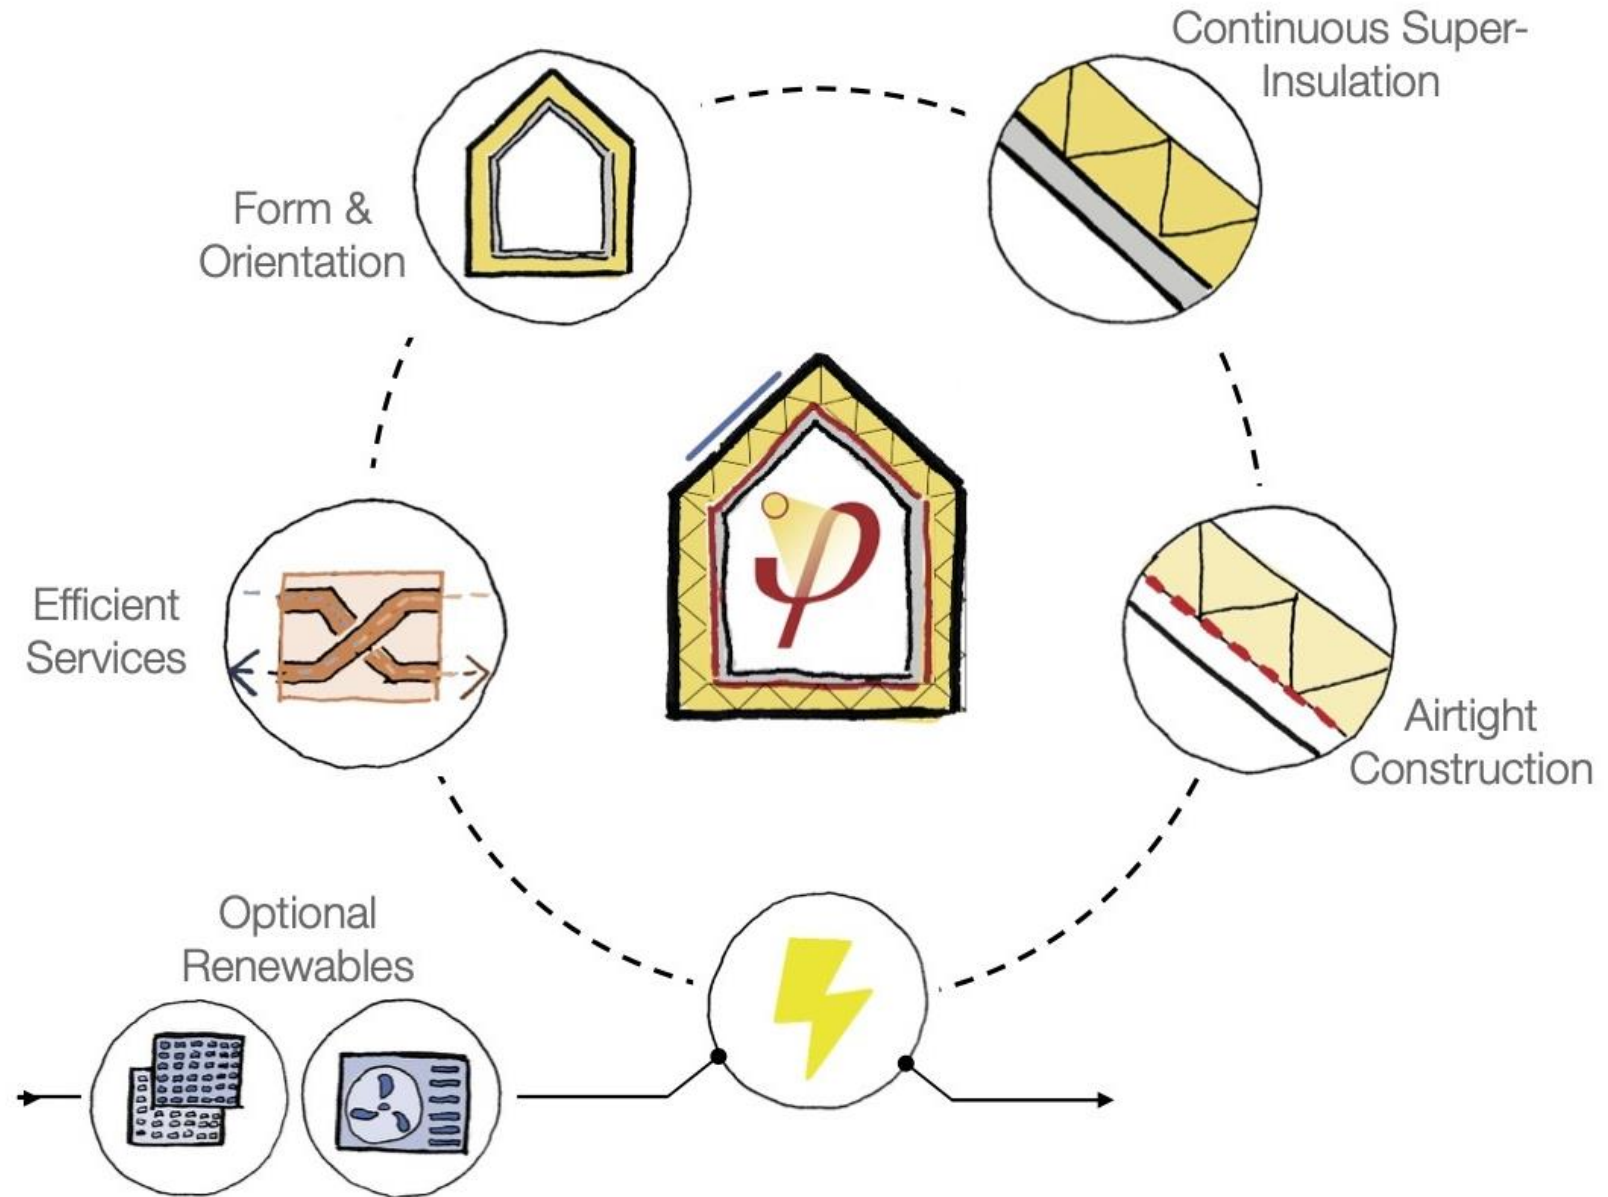 Continuous Super-
Insulation
Form &
Orientation
Efficient
Services
Airtight
Construction
Optional
Renewables